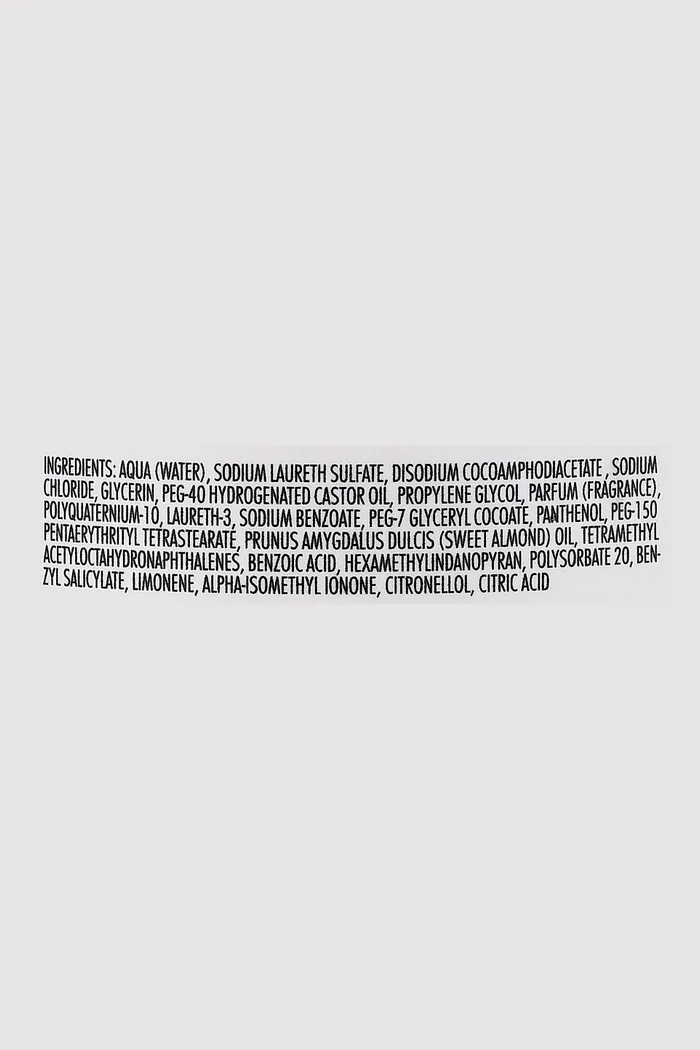 INGREDIENTS: AQUA (WATER), SODIUM LAURETH SULFATE, DISODIUM COCOAMPHODIACETATE , SODIUM
CHLORIDE, GLYCERIN, PEG-40 HYDROGENATED CASTOR OIL, PROPYLENE GLYCOL, PARFUM (FRAGRANCE),
POLYQUATERNIUM-10, LAURETH-3, SODIUM BENZOATE, PEG-7 GLYCERYL COCOATE, PANTHENOL, PEG-150
PENTAERYTHRITYL TETRASTEARATE, PRUNUS AMYGDALUS DULCIS (SWEET ALMOND) OIL, TETRAMETHYL
ACETYLOCTAHYDRONAPHTHALENES, BENZOIC ACID, HEXAMETHYLINDANOPYRAN, POLYSORBATE 20, BEN-
ZYL SALICYLATE, LIMONENE, ALPHA-ISOMETHYL IONONE, CITRONELLOL, CITRIC ACID